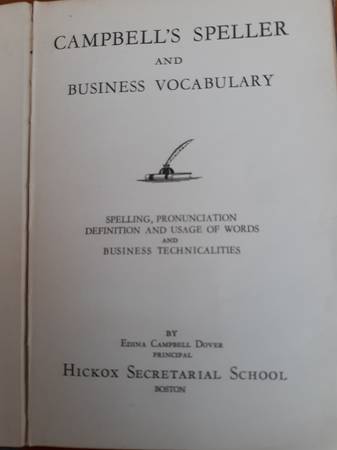 CAMPBELL'S SPELLER
AND
BUSINESS VOCABULARY
SPELLING, PRONUNCIATION
DEFINITION AND USAGE OF WORDS
AND
BUSINESS TECHNICALITIES
BY
EDINA CAMPBELL DOVER
PRINCIPAL
HICKOX SECRETARIAL SCHOOL
BOSTON